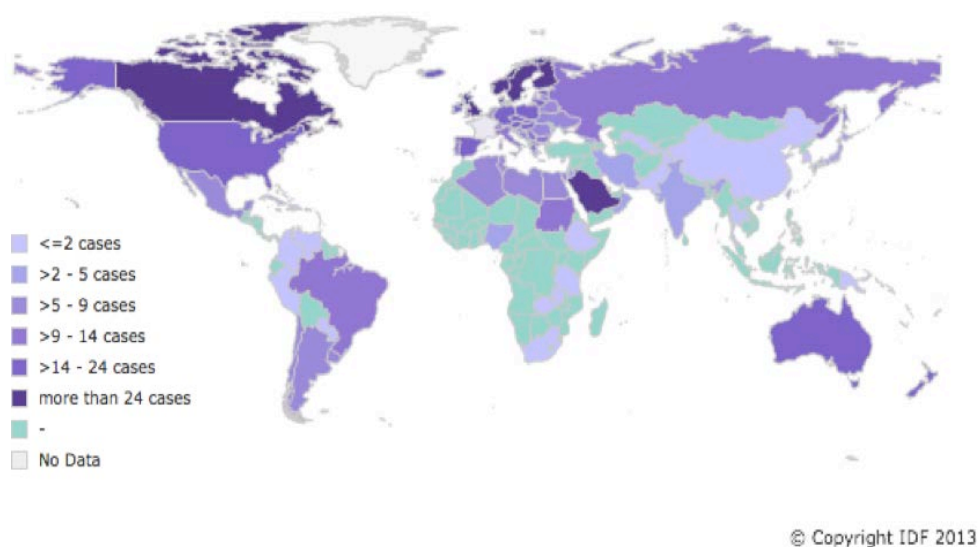 <=2 cases
>2 - 5 cases
>5 - 9 cases
>9 - 14 cases
>14 - 24 cases
more than 24 cases
-
No Data
© Copyright IDF 2013